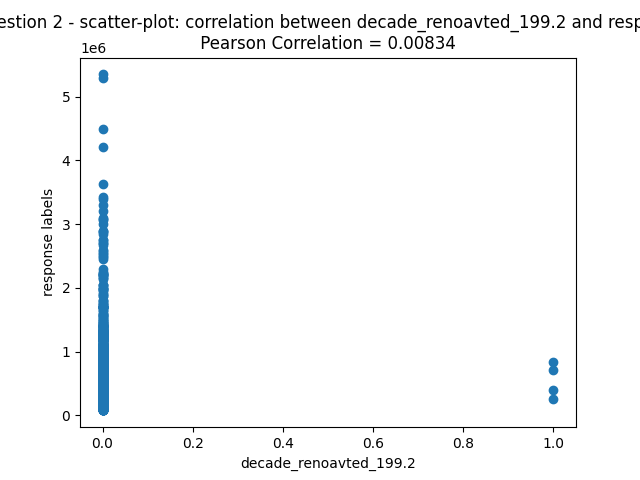 estion 2 - scatter-plot: correlation between decade_renoavted_199.2 and resp
Pearson Correlation = 0.00834
1e6
5
4
3
2
1
0
response labels
0.0 0.2 0.4 0.6 0.8 1.0
decade_renoavted_199.2